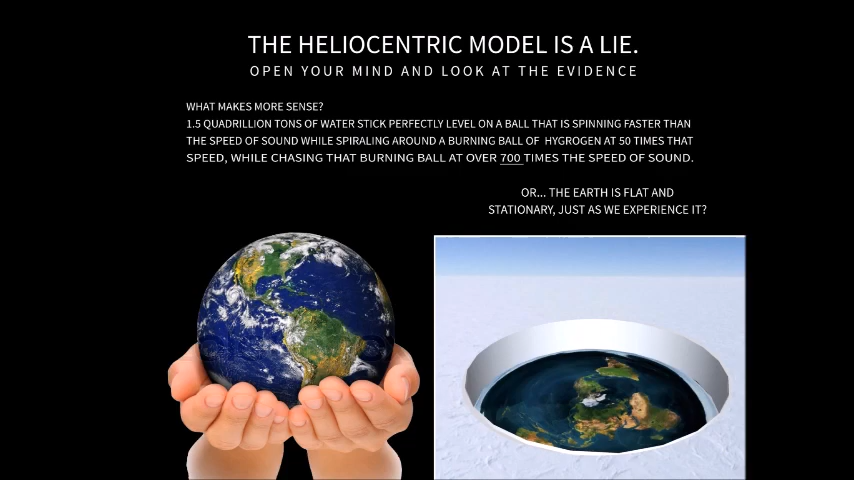 THE HELIOCENTRIC MODEL IS A LIE.
OPEN YOUR MIND AND LOOK AT THE EVIDENCE
WHAT MAKES MORE SENSE?
1.5 QUADRILLION TONS OF WATER STICK PERFECTLY LEVEL ON A BALL THAT IS SPINNING FASTER THAN
THE SPEED OF SOUND WHILE SPIRALING AROUND A BURNING BALL OF HYGROGEN AT 50 TIMES THAT
SPEED, WHILE CHASING THAT BURNING BALL AT OVER 700 TIMES THE SPEED OF SOUND.
OR... THE EARTH IS FLAT AND
STATIONARY, JUST AS WE EXPERIENCE IT?